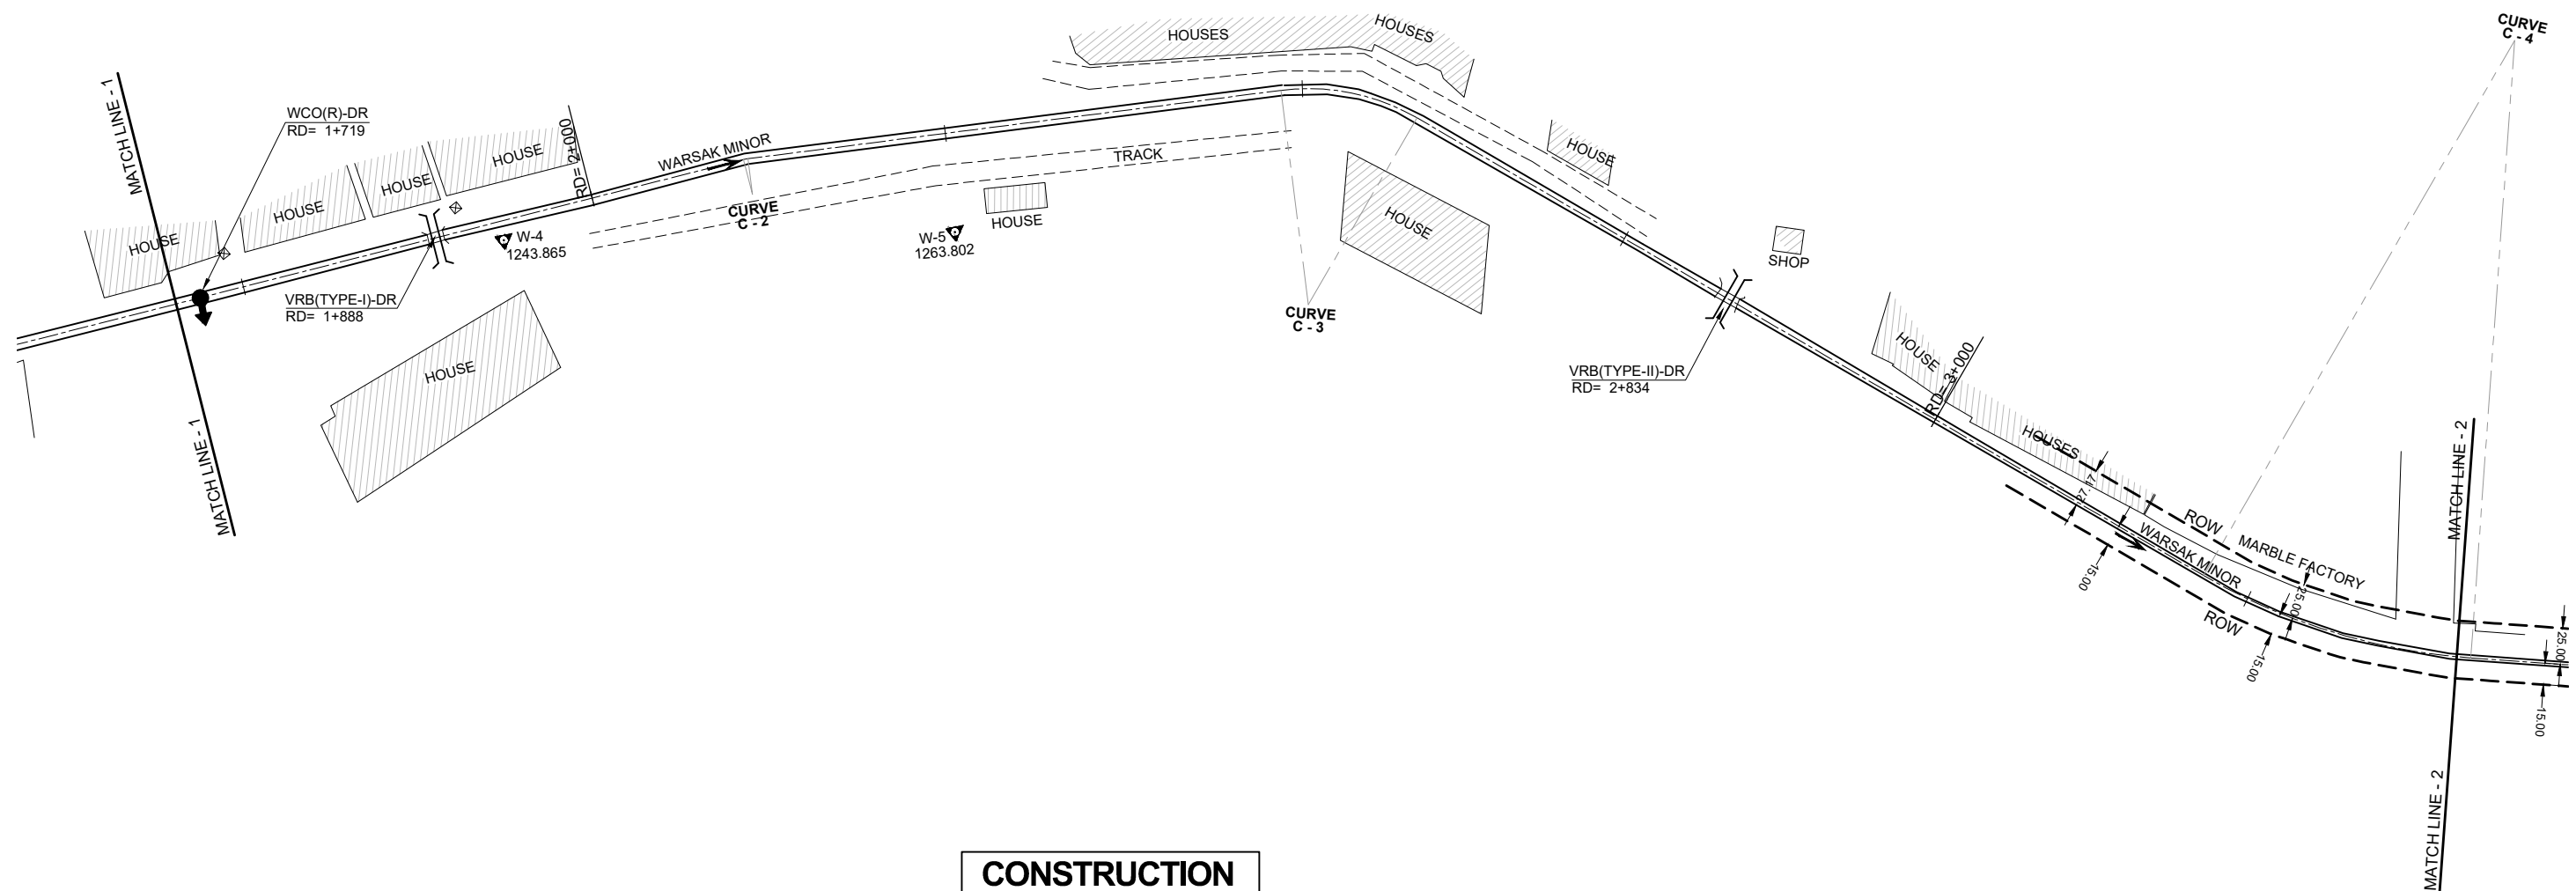 HOUSES
HOUSES
CURVE
C - 4
MATCH LINE - 1
WCO(R)-DR
RD= 1+719
HOUSE
HOUSE
HOUSE
HOUSE
RD= 2+000
WARSAK MINOR
TRACK
HOUSE
HOUSE
HOUSE
CURVE
C - 2
W-4
1243.865
W-5
1263.802
HOUSE
SHOP
VRB(TYPE-I)-DR
RD= 1+888
CURVE
C - 3
HOUSE
VRB(TYPE-II)-DR
RD= 2+834
HOUSE
RD= 3+000
MATCH LINE - 1
HOUSES
27.17
MATCH LINE - 2
ROW
WARSAK MINOR
MARBLE FACTORY
15.00
25.00
ROW
15.00
25.00
15.00
MATCH LINE - 2
CONSTRUCTION